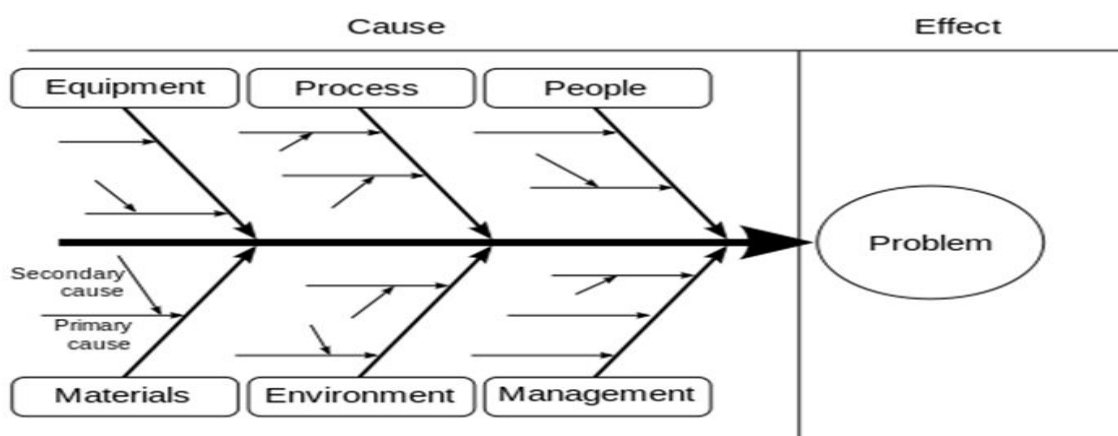 Cause
Effect
Equipment
Process
People
Problem
Secondary
cause
Primary
cause
Materials
Environment
Management